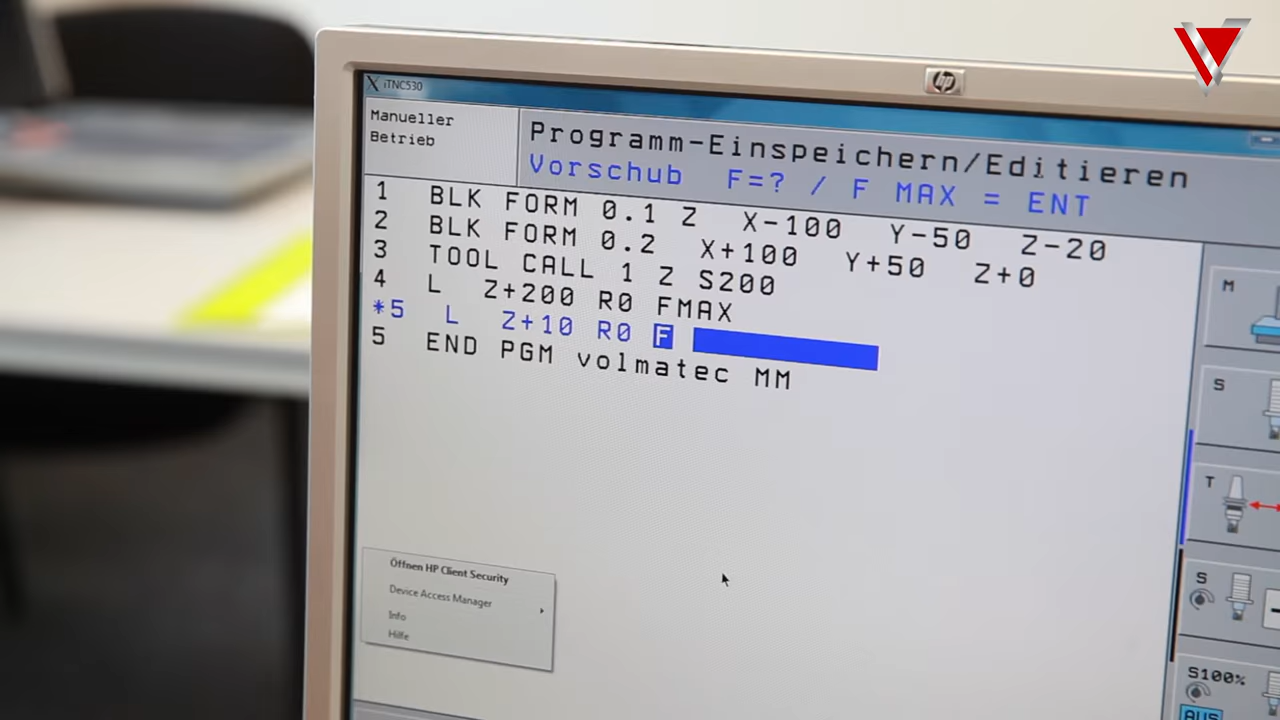 iTNC530
hp
Manueller
Betrieb
Programm-Einspeichern/Editieren
Vorschub F=? / F MAX = ENT
1 BLK FORM 0.1 Z X-100 Y-50 Z-20
2 BLK FORM 0.2 X+100 Y+50 Z+0
3 TOOL CALL 1 Z S200
4 L Z+200 R0 FMAX
*5 L Z+10 R0 F
5 END PGM volmatec MM
Öffnen HP Client Security
Device Access Manager
Info
Hilfe
M
S
T
S
S100%
AUS